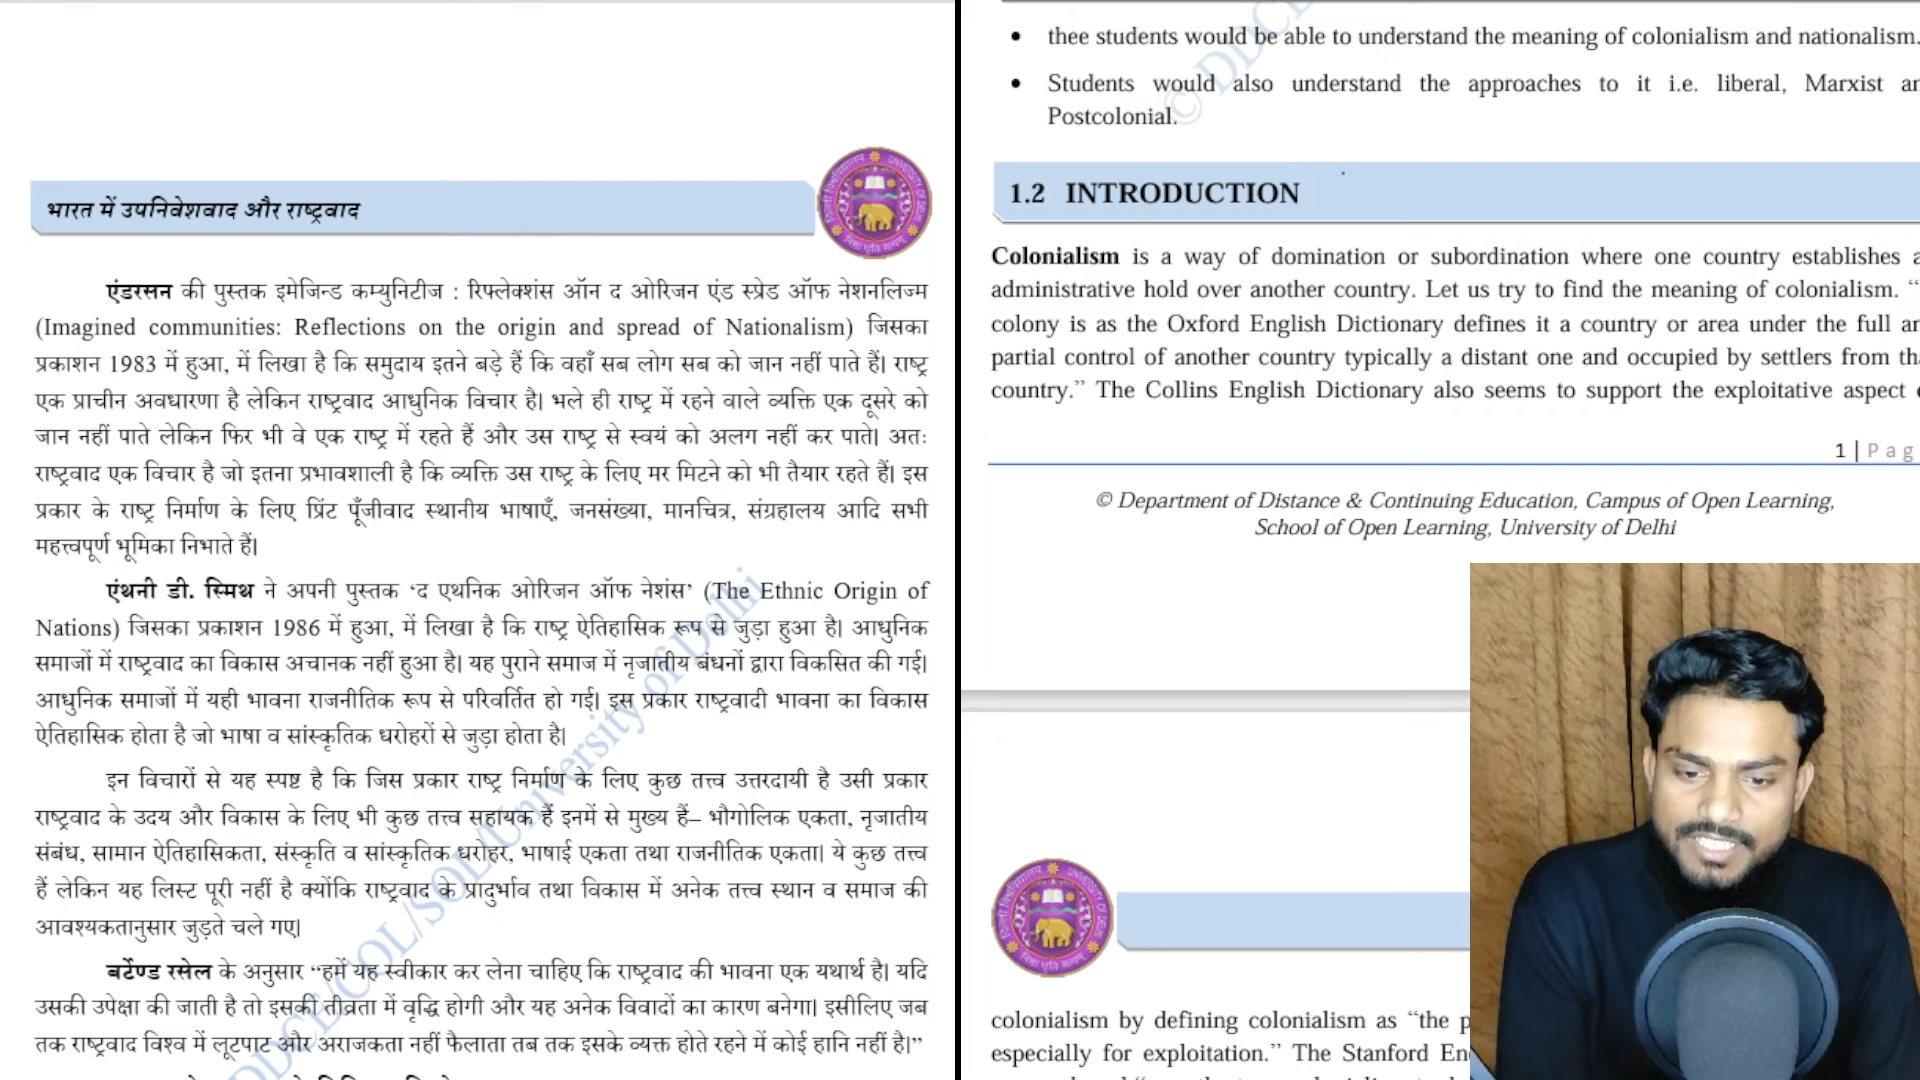 भारत में उपनिवेशवाद और राष्ट्रवाद
एंडरसन की पुस्तक इमेजिन्ड कम्युनिटीज : रिफ्लेक्शंस ऑन द ओरिजन एंड स्प्रेड ऑफ नेशनलिज्म
(Imagined communities: Reflections on the origin and spread of Nationalism) जिसका
प्रकाशन 1983 में हुआ, में लिखा है कि समुदाय इतने बड़े हैं कि वहाँ सब लोग सब को जान नहीं पाते हैं। राष्ट्र
एक प्राचीन अवधारणा है लेकिन राष्ट्रवाद आधुनिक विचार है। भले ही राष्ट्र में रहने वाले व्यक्ति एक दूसरे को
जान नहीं पाते लेकिन फिर भी वे एक राष्ट्र में रहते हैं और उस राष्ट्र से स्वयं को अलग नहीं कर पाते। अतः
राष्ट्रवाद एक विचार है जो इतना प्रभावशाली है कि व्यक्ति उस राष्ट्र के लिए मर मिटने को भी तैयार रहते हैं। इस
प्रकार के राष्ट्र निर्माण के लिए प्रिंट पूँजीवाद स्थानीय भाषाएँ, जनसंख्या, मानचित्र, संग्रहालय आदि सभी
महत्त्वपूर्ण भूमिका निभाते हैं।
एंथनी डी. स्मिथ ने अपनी पुस्तक ‘द एथनिक ओरिजन ऑफ नेशंस’ (The Ethnic Origin of
Nations) जिसका प्रकाशन 1986 में हुआ, में लिखा है कि राष्ट्र ऐतिहासिक रूप से जुड़ा हुआ है। आधुनिक
समाजों में राष्ट्रवाद का विकास अचानक नहीं हुआ है। यह पुराने समाज में नृजातीय बंधनों द्वारा विकसित की गई।
आधुनिक समाजों में यही भावना राजनीतिक रूप से परिवर्तित हो गई। इस प्रकार राष्ट्रवादी भावना का विकास
ऐतिहासिक होता है जो भाषा व सांस्कृतिक धरोहरों से जुड़ा होता है।
इन विचारों से यह स्पष्ट है कि जिस प्रकार राष्ट्र निर्माण के लिए कुछ तत्त्व उत्तरदायी है उसी प्रकार
राष्ट्रवाद के उदय और विकास के लिए भी कुछ तत्त्व सहायक हैं इनमें से मुख्य हैं– भौगोलिक एकता, नृजातीय
संबंध, सामान ऐतिहासिकता, संस्कृति व सांस्कृतिक धरोहर, भाषाई एकता तथा राजनीतिक एकता। ये कुछ तत्त्व
हैं लेकिन यह लिस्ट पूरी नहीं है क्योंकि राष्ट्रवाद के प्रादुर्भाव तथा विकास में अनेक तत्त्व स्थान व समाज की
आवश्यकतानुसार जुड़ते चले गए।
बर्टेण्ड रसेल के अनुसार “हमें यह स्वीकार कर लेना चाहिए कि राष्ट्रवाद की भावना एक यथार्थ है। यदि
उसकी उपेक्षा की जाती है तो इसकी तीव्रता में वृद्धि होगी और यह अनेक विवादों का कारण बनेगा। इसीलिए जब
तक राष्ट्रवाद विश्व में लूटपाट और अराजकता नहीं फैलाता तब तक इसके व्यक्त होते रहने में कोई हानि नहीं है।”
DDCE/COL/SOL/University of Delhi
© DDCE
• thee students would be able to understand the meaning of colonialism and nationalism.
• Students would also understand the approaches to it i.e. liberal, Marxist
Postcolonial.
1.2 INTRODUCTION
Colonialism is a way of domination or subordination where one country establishes
administrative hold over another country. Let us try to find the meaning of colonialism. “
colony is as the Oxford English Dictionary defines it a country or area under the full
partial control of another country typically a distant one and occupied by settlers from
country.” The Collins English Dictionary also seems to support the exploitative aspect
1 | Pag
© Department of Distance & Continuing Education, Campus of Open Learning,
School of Open Learning, University of Delhi
colonialism by defining colonialism as “the
especially for exploitation.” The Stanford